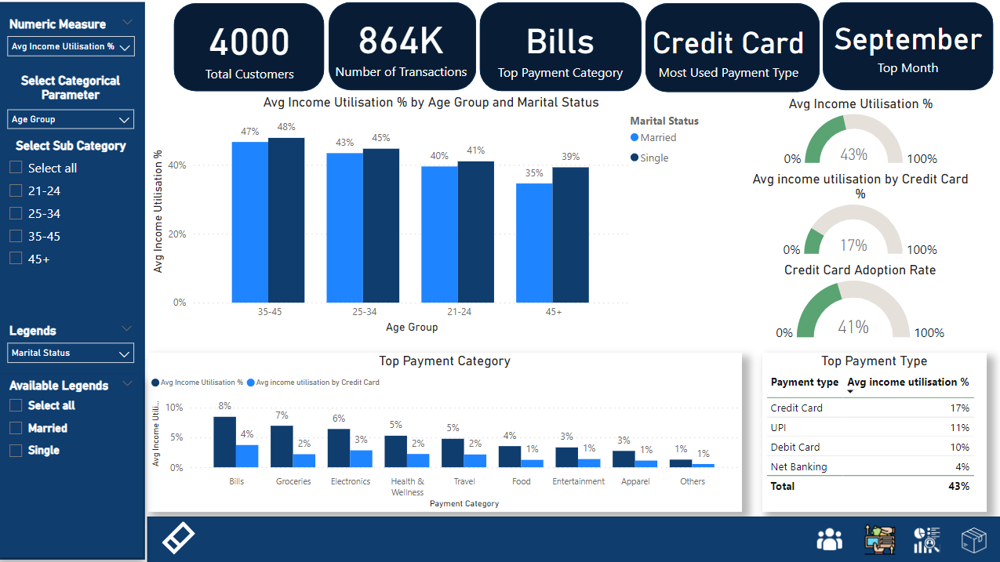 Numeric Measure
Avg Income Utilisation %
Select Categorical
Parameter
Age Group
Select Sub Category
Select all
21-24
25-34
35-45
45+
Legends
Marital Status
Available Legends
Select all
Married
Single
4000
Total Customers
864K
Number of Transactions
Bills
Top Payment Category
Credit Card
Most Used Payment Type
September
Top Month
Avg Income Utilisation % by Age Group and Marital Status
Marital Status
Married
Single
Avg Income Utilisation %
40%
20%
0%
47% 48% 43% 45% 40% 41% 35% 39%
35-45 25-34 21-24 45+
Age Group
Avg Income Utilisation %
43%
0% 100%
Avg income utilisation by Credit Card
%
17%
0% 100%
Credit Card Adoption Rate
41%
0% 100%
Top Payment Category
Avg Income Utilisation % Avg income utilisation by Credit Card
Avg Income Utili...
10%
5%
0%
8% 4% 7% 2% 6% 3% 5% 2% 5% 2% 4% 1% 3% 1% 3% 1% 1% 1%
Bills Groceries Electronics Health & Travel Food Entertainment Apparel Others
Wellness
Payment Category
Top Payment Type
Payment type Avg income utilisation %
Credit Card 17%
UPI 11%
Debit Card 10%
Net Banking 4%
Total 43%